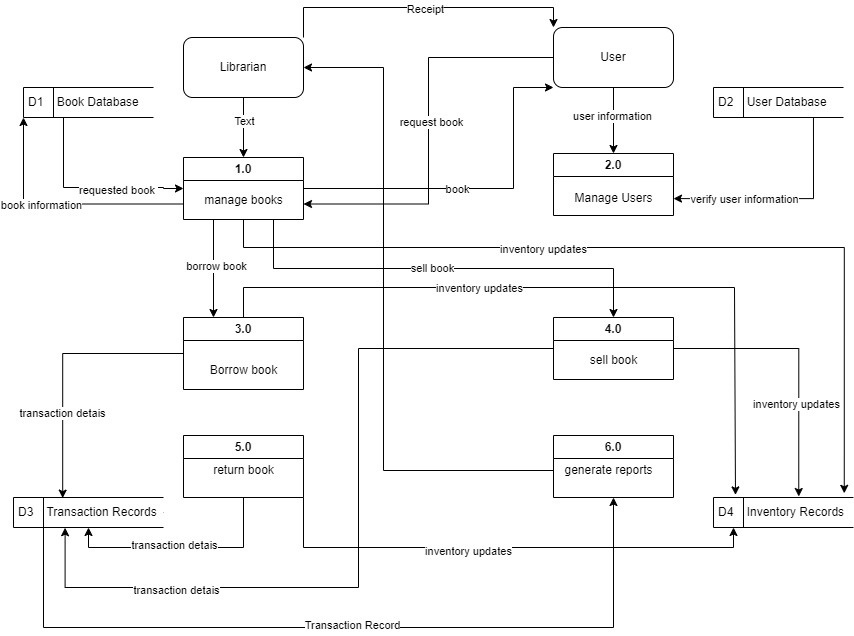 Receipt
Librarian
User
D1 Book Database
D2 User Database
Text
request book
user information
1.0
2.0
requested book
manage books
book
Manage Users
verify user information
book information
inventory updates
borrow book
sell book
inventory updates
3.0
4.0
Borrow book
sell book
transaction detais
inventory updates
5.0
6.0
return book
generate reports
D3 Transaction Records
D4 Inventory Records
transaction detais
inventory updates
transaction detais
Transaction Record